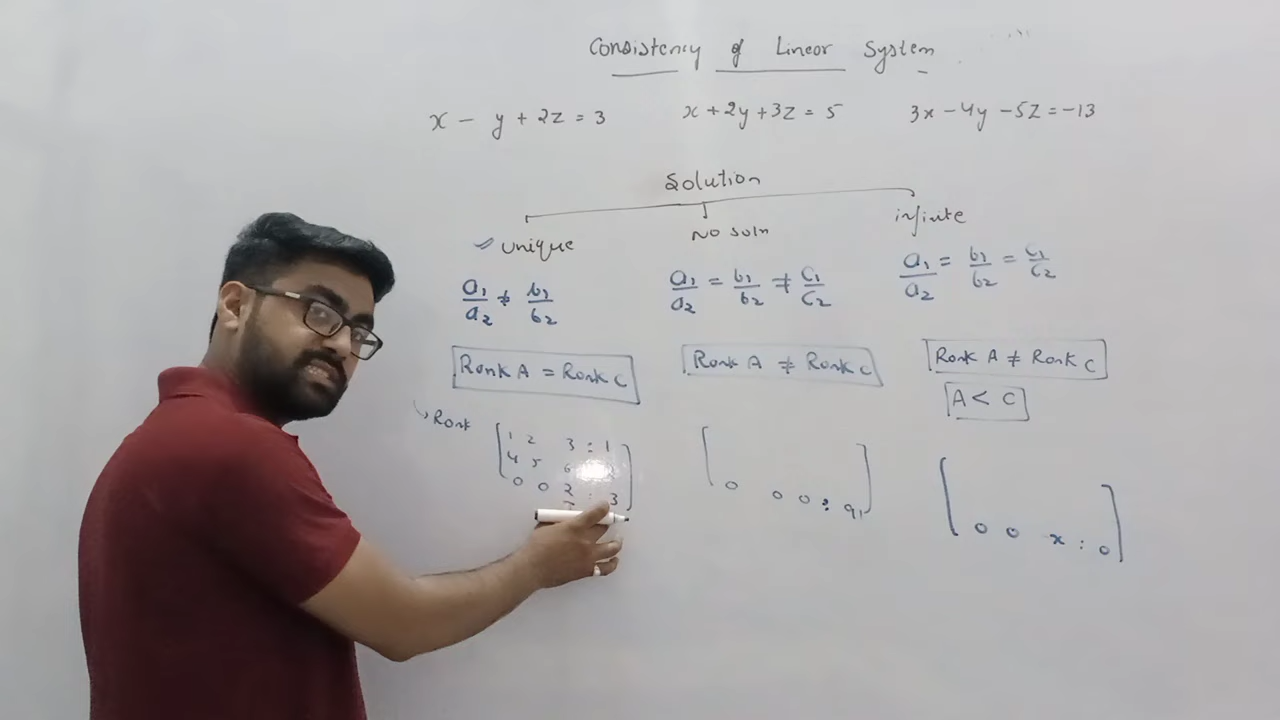 Consistency of Linear System
x - y + 2z = 3
x + 2y + 3z = 5
3x - 4y - 5z = -13
Solution
unique
No soln
infinite
a₁/a₂ ≠ b₁/b₂
a₁/a₂ = b₁/b₂ ≠ c₁/c₂
a₁/a₂ = b₁/b₂ = c₁/c₂
Rank A = Rank C
Rank A ≠ Rank C
Rank A ≠ Rank C
A < C
Rank
1 2 3 : 1
4 5 6
0 0 2 : 3
0 0 0 : 91
0 0 x : 0